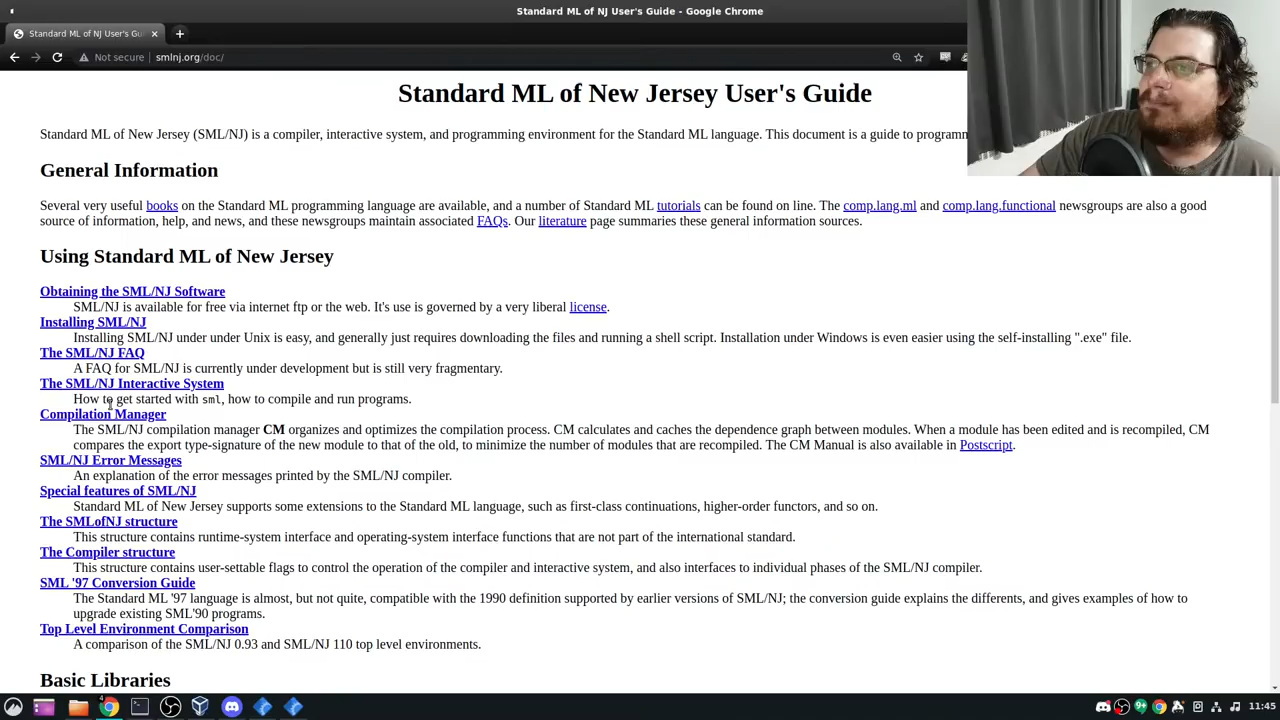 Standard ML of NJ User's Guide - Google Chrome
Standard ML of NJ User's Gu
Not secure
smlnj.org/doc/
Standard ML of New Jersey User's Guide
Standard ML of New Jersey (SML/NJ) is a compiler, interactive system, and programming environment for the Standard ML language. This document is a guide to programm
General Information
Several very useful books on the Standard ML programming language are available, and a number of Standard ML tutorials can be found on line. The comp.lang.ml and comp.lang.functional newsgroups are also a good
source of information, help, and news, and these newsgroups maintain associated FAQs. Our literature page summaries these general information sources.
Using Standard ML of New Jersey
Obtaining the SML/NJ Software
SML/NJ is available for free via internet ftp or the web. It's use is governed by a very liberal license.
Installing SML/NJ
Installing SML/NJ under under Unix is easy, and generally just requires downloading the files and running a shell script. Installation under Windows is even easier using the self-installing ".exe" file.
The SML/NJ FAQ
A FAQ for SML/NJ is currently under development but is still very fragmentary.
The SML/NJ Interactive System
How to get started with sml, how to compile and run programs.
Compilation Manager
The SML/NJ compilation manager CM organizes and optimizes the compilation process. CM calculates and caches the dependence graph between modules. When a module has been edited and is recompiled, CM
compares the export type-signature of the new module to that of the old, to minimize the number of modules that are recompiled. The CM Manual is also available in Postscript.
SML/NJ Error Messages
An explanation of the error messages printed by the SML/NJ compiler.
Special features of SML/NJ
Standard ML of New Jersey supports some extensions to the Standard ML language, such as first-class continuations, higher-order functors, and so on.
The SMLofNJ structure
This structure contains runtime-system interface and operating-system interface functions that are not part of the international standard.
The Compiler structure
This structure contains user-settable flags to control the operation of the compiler and interactive system, and also interfaces to individual phases of the SML/NJ compiler.
SML '97 Conversion Guide
The Standard ML '97 language is almost, but not quite, compatible with the 1990 definition supported by earlier versions of SML/NJ; the conversion guide explains the differents, and gives examples of how to
upgrade existing SML'90 programs.
Top Level Environment Comparison
A comparison of the SML/NJ 0.93 and SML/NJ 110 top level environments.
Basic Libraries
4
9+
11:45